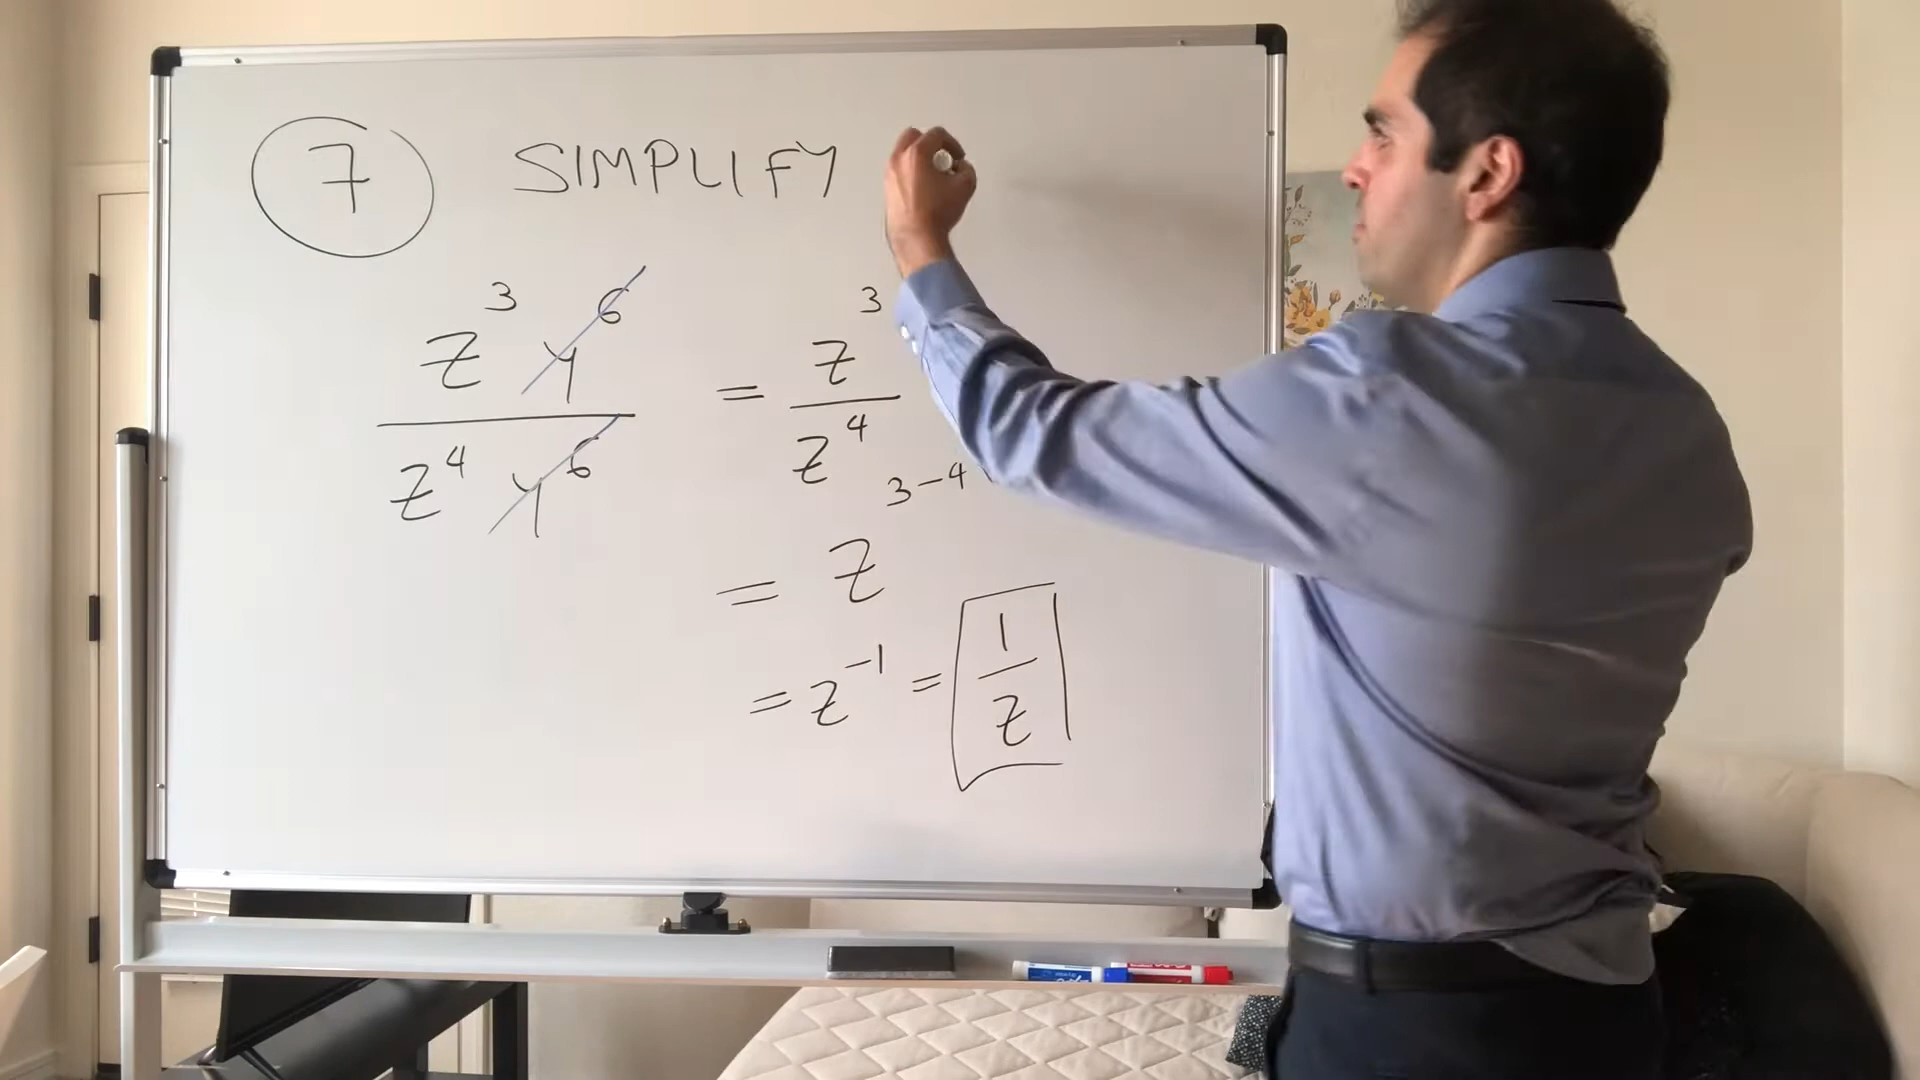 7 SIMPLIFY
z³ y⁶ / z⁴ y⁶ = z³ / z⁴
= z³⁻⁴
= z⁻¹ = 1/z